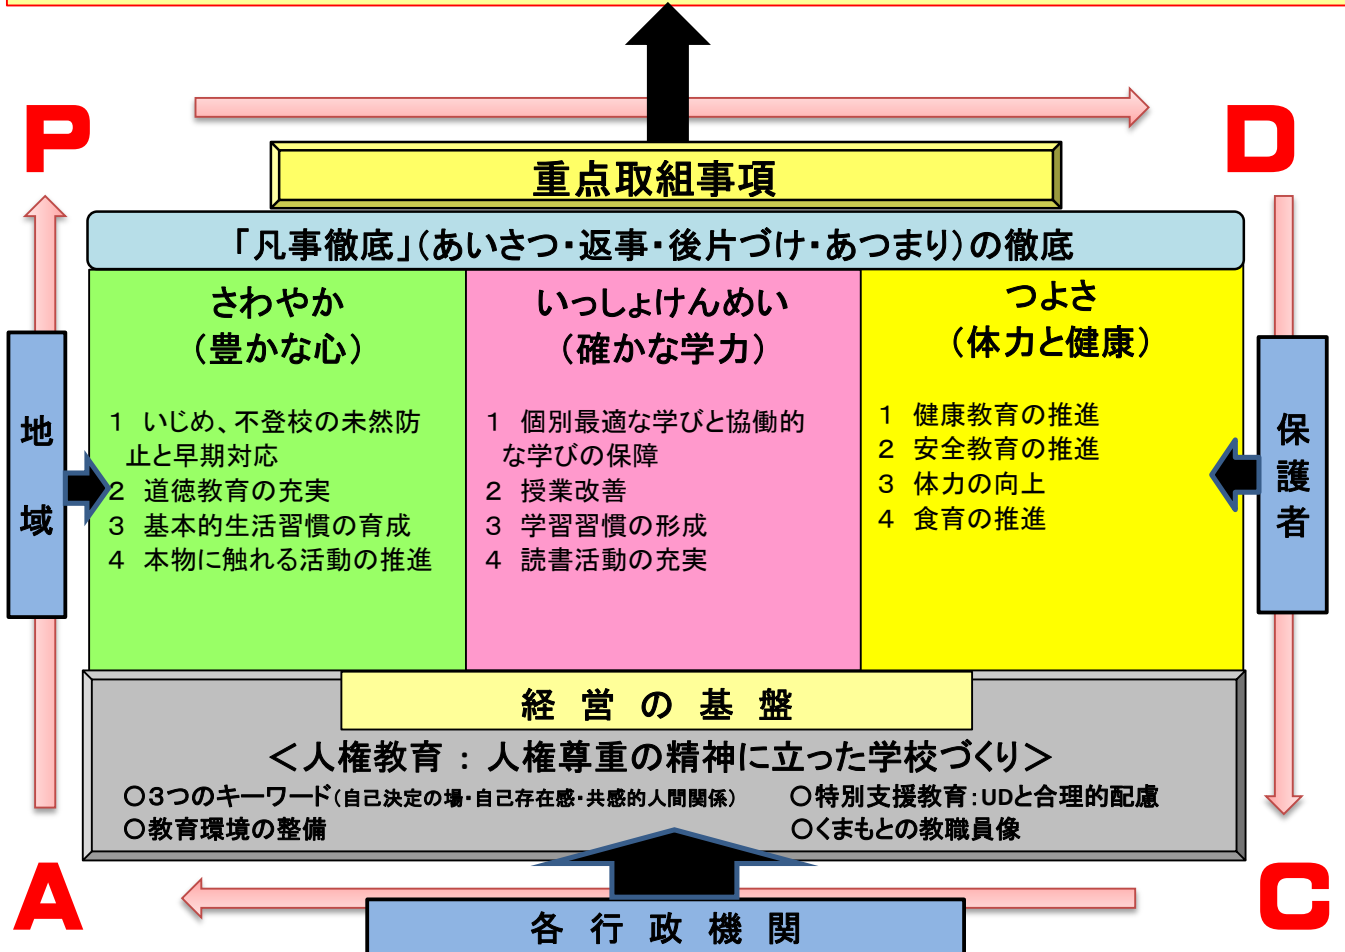 P
D
重点取組事項
「凡事徹底」(あいさつ・返事・後片づけ・あつまり)の徹底
さわやか
(豊かな心)
1 いじめ、不登校の未然防
止と早期対応
2 道徳教育の充実
3 基本的生活習慣の育成
4 本物に触れる活動の推進
いっしょけんめい
(確かな学力)
1 個別最適な学びと協働的
な学びの保障
2 授業改善
3 学習習慣の形成
4 読書活動の充実
つよさ
(体力と健康)
1 健康教育の推進
2 安全教育の推進
3 体力の向上
4 食育の推進
地域
保護者
経営の基盤
<人権教育:人権尊重の精神に立った学校づくり>
○3つのキーワード(自己決定の場・自己存在感・共感的人間関係)
○教育環境の整備
○特別支援教育:UDと合理的配慮
○くまもとの教職員像
A
C
各行政機関